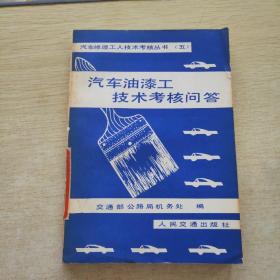 汽车修理工人技术考核丛书（五）
汽车油漆工
技术考核问答
交通部公路局机务处 编
人民交通出版社